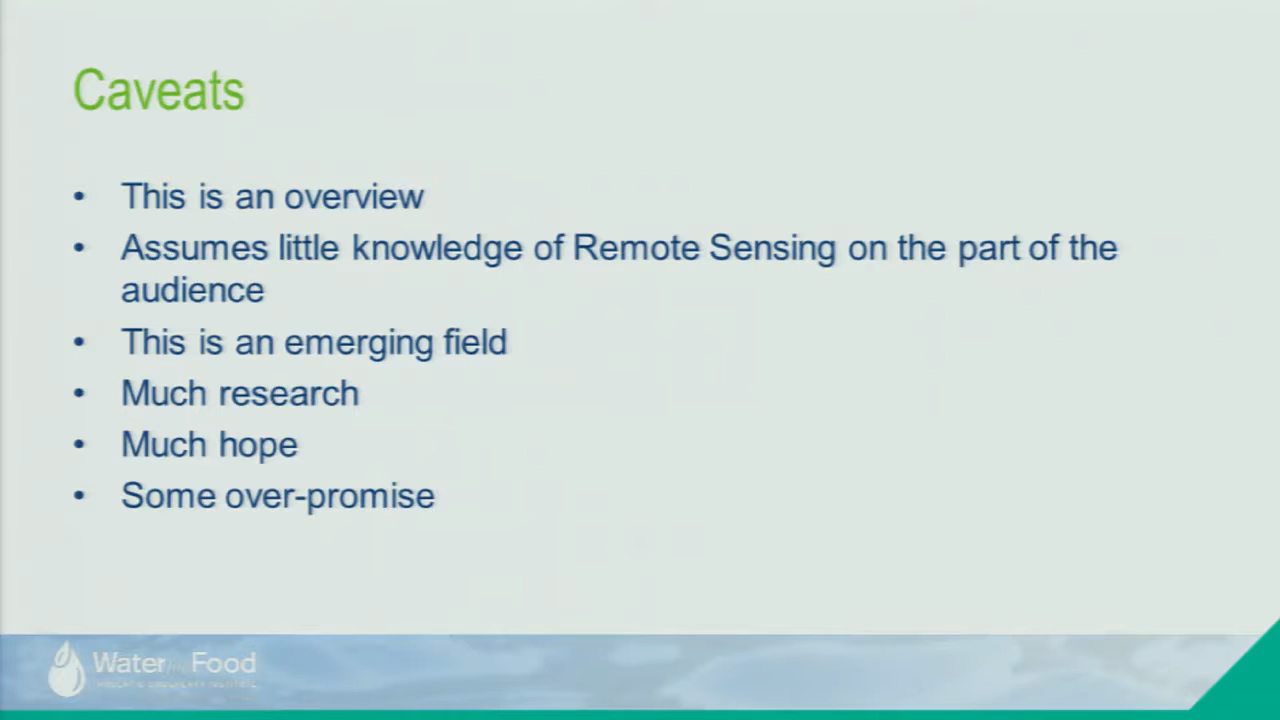 Caveats
• This is an overview
• Assumes little knowledge of Remote Sensing on the part of the
audience
• This is an emerging field
• Much research
• Much hope
• Some over-promise
Water for Food